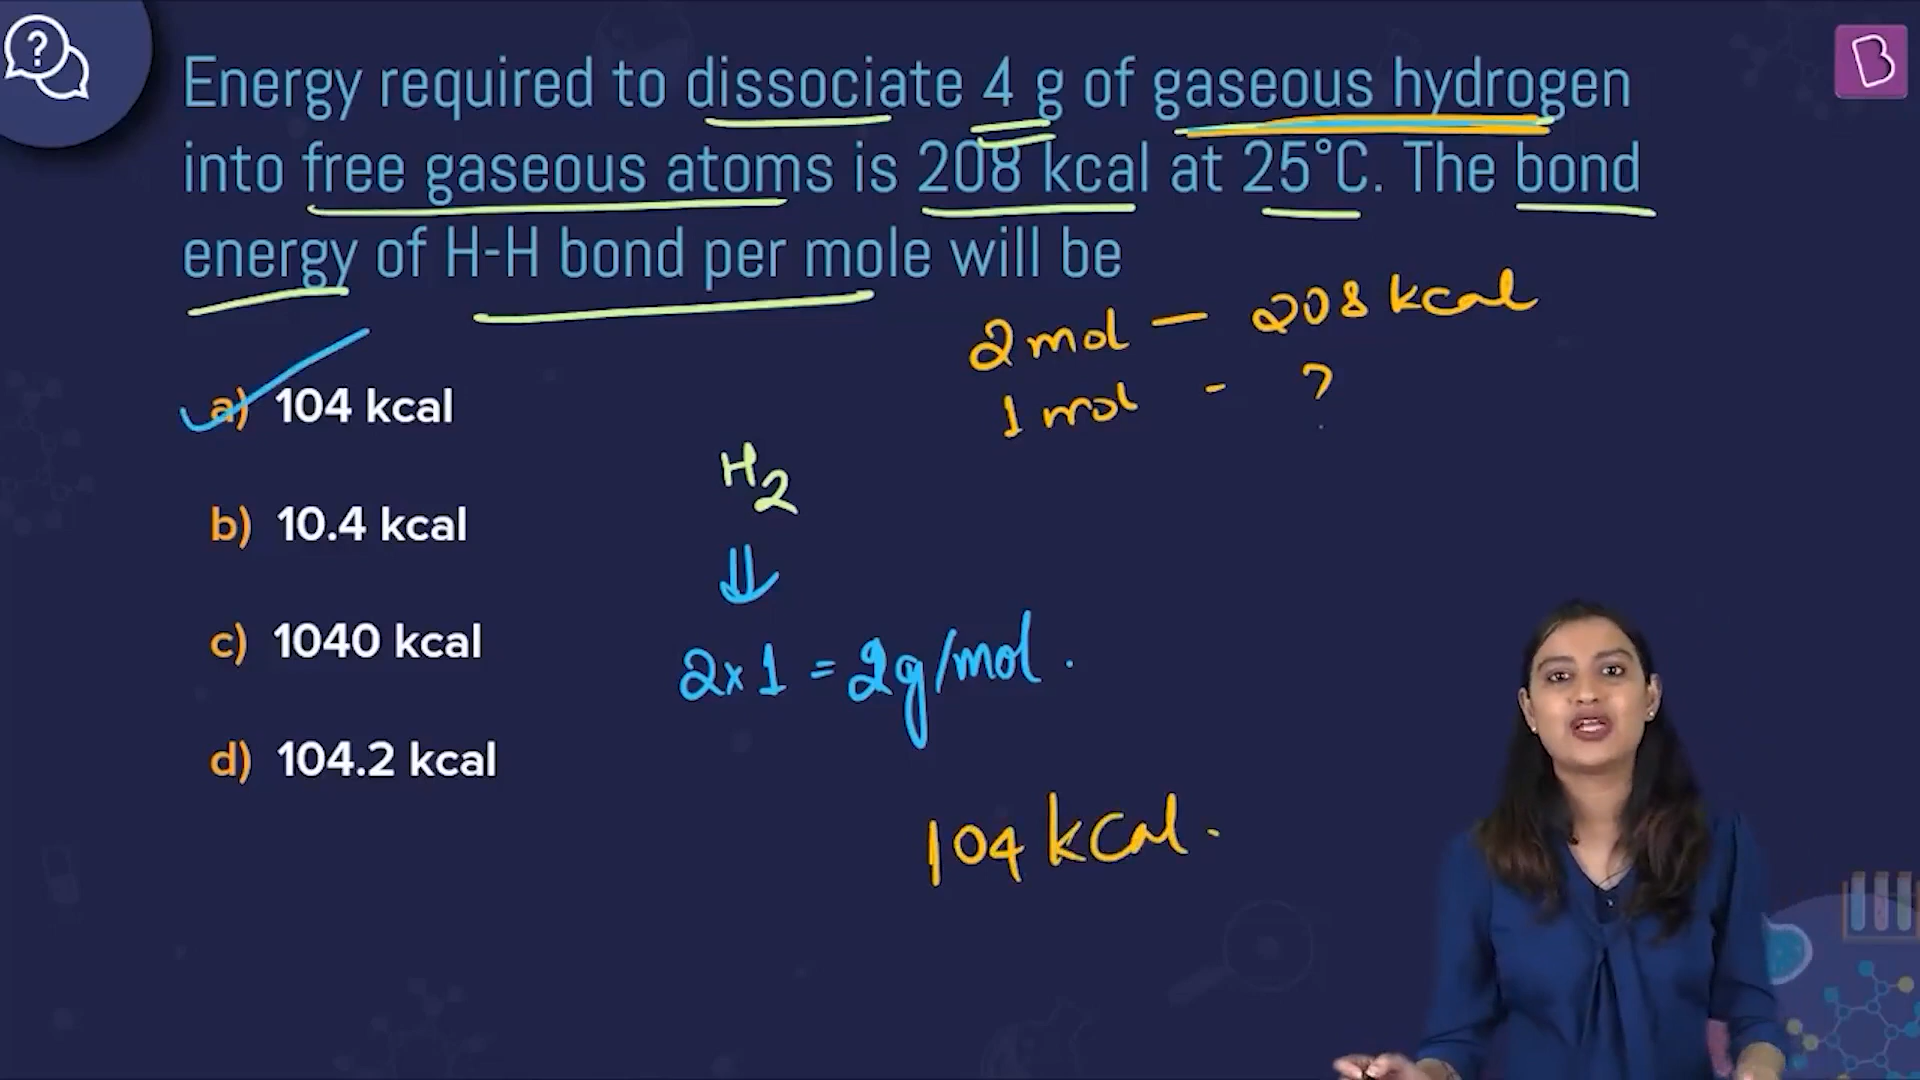 Energy required to dissociate 4 g of gaseous hydrogen
into free gaseous atoms is 208 kcal at 25°C. The bond
energy of H-H bond per mole will be
2 mol — 208 kcal
1 mol - ?
a) 104 kcal
b) 10.4 kcal
c) 1040 kcal
d) 104.2 kcal
H2
⇓
2x1 = 2g/mol.
104 kCal.
?
B